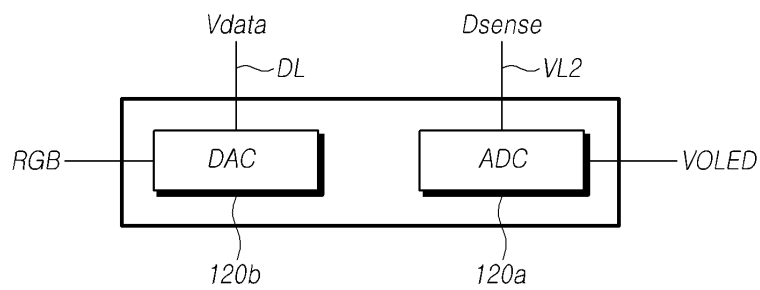 Vdata
Dsense
DL
VL2
RGB
DAC
ADC
VOLED
120b
120a